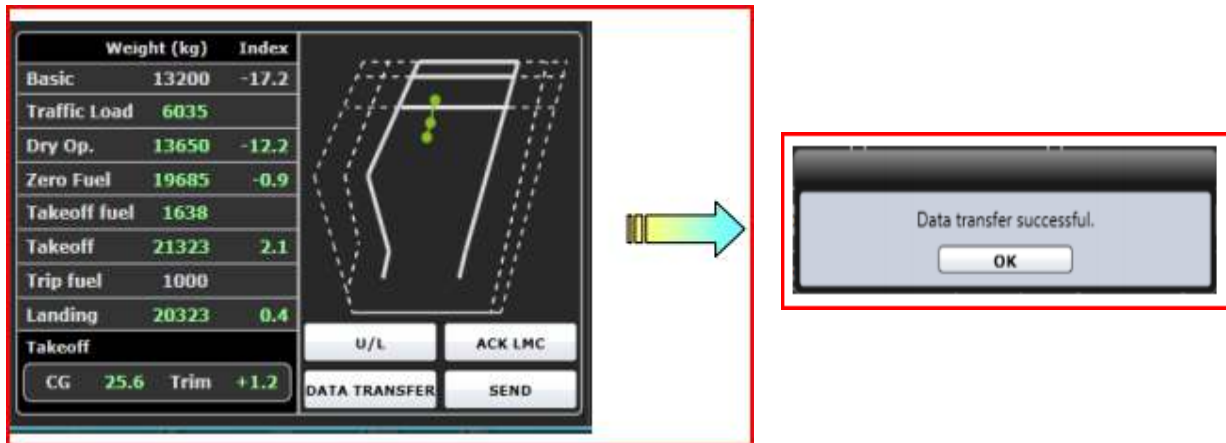 Weight (kg) Index
Basic 13200 -17.2
Traffic Load 6035
Dry Op. 13650 -12.2
Zero Fuel 19685 -0.9
Takeoff fuel 1638
Takeoff 21323 2.1
Trip fuel 1000
Landing 20323 0.4
Takeoff
CG 25.6 Trim +1.2
U/L ACK LMC
DATA TRANSFER SEND
Data transfer successful.
OK